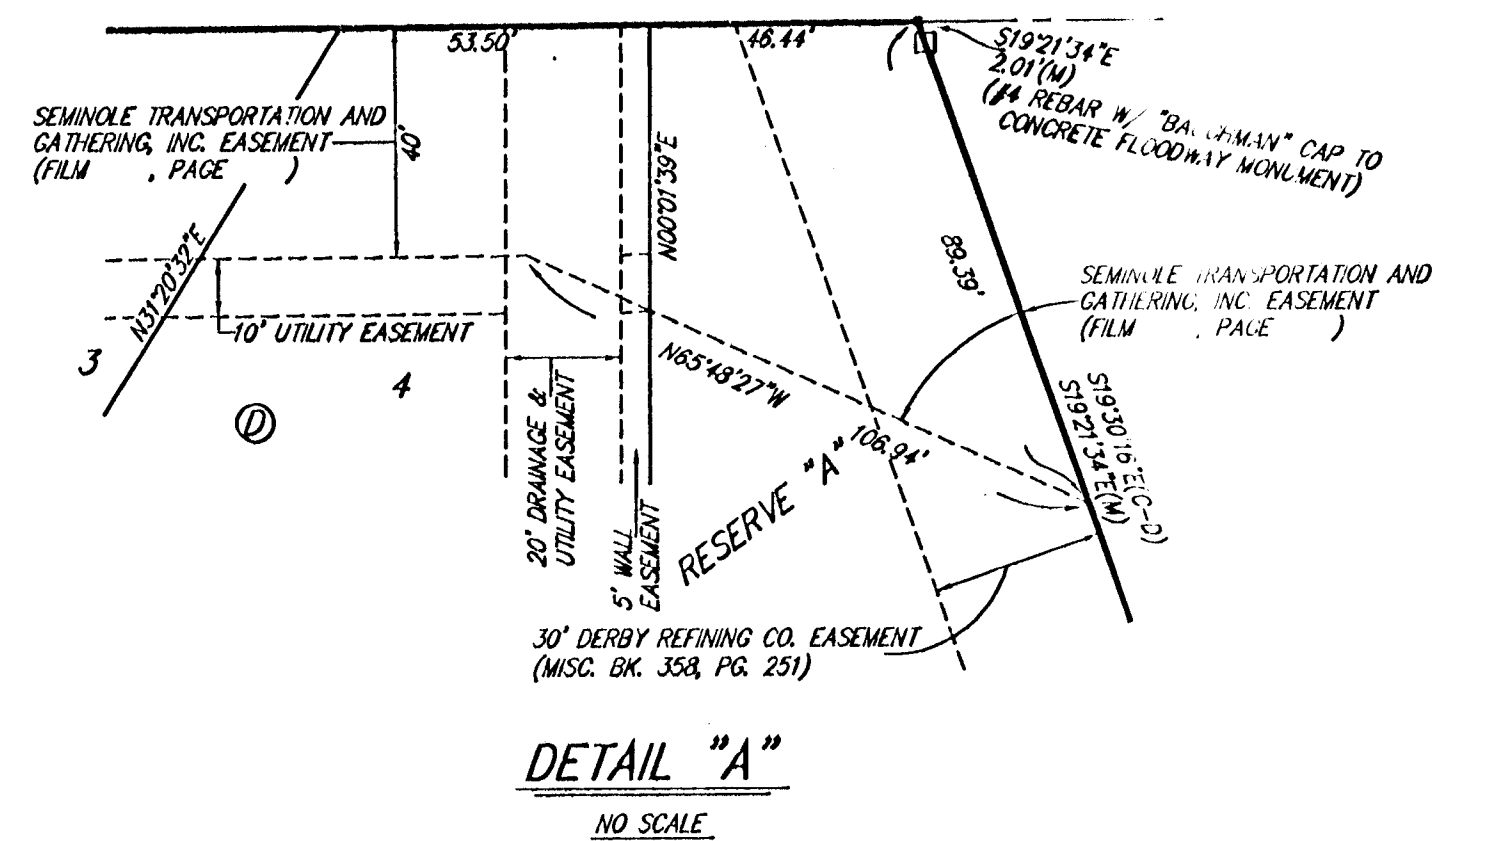 53.50'
46.44'
S19°21'34"E
2.01'(M)
(#4 REBAR W/ "BAUGHMAN" CAP TO
CONCRETE FLOODWAY MONUMENT)
SEMINOLE TRANSPORTATION AND
GATHERING, INC. EASEMENT
(FILM , PAGE )
40'
N00°01'39"E
N31°20'32"E
89.39'
SEMINOLE TRANSPORTATION AND
GATHERING, INC. EASEMENT
(FILM , PAGE )
10' UTILITY EASEMENT
3
4
D
N65°48'27"W
106.94'
S19°30'16"E(C-D)
S19°21'34"E(M)
20' DRAINAGE &
UTILITY EASEMENT
5' WALL
EASEMENT
RESERVE "A"
30' DERBY REFINING CO. EASEMENT
(MISC. BK. 358, PG. 251)
DETAIL "A"
NO SCALE